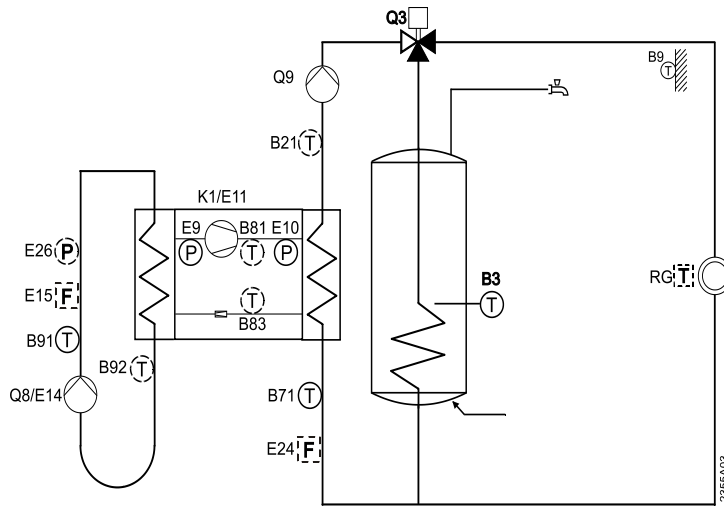 Q3
B9
T
Q9
B21 T
K1/E11
E9 B81 E10
P T P
E26 P
E15 F
T
B83
B3
T
RG T
B91 T
B92 T
Q8/E14
B71 T
E24 F
2355A03